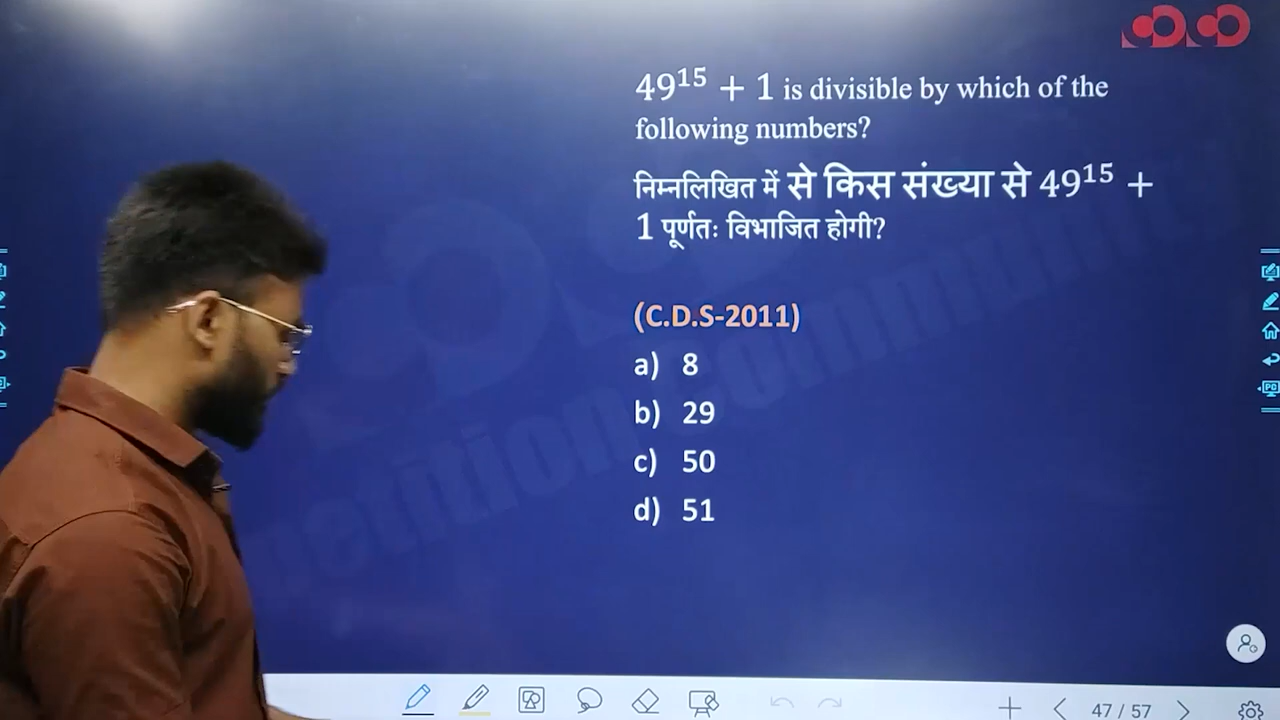 49¹⁵ + 1 is divisible by which of the
following numbers?
निम्नलिखित में से किस संख्या से 49¹⁵ +
1 पूर्णतः विभाजित होगी?
(C.D.S-2011)
a) 8
b) 29
c) 50
d) 51
47 / 57